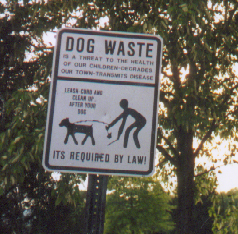 DOG WASTE
IS A THREAT TO THE HEALTH
OF OUR CHILDREN-DEGRADES
OUR TOWN-TRANSMITS DISEASE
LEASH-CURB AND
CLEAN UP
AFTER YOUR
DOG
ITS REQUIRED BY LAW!